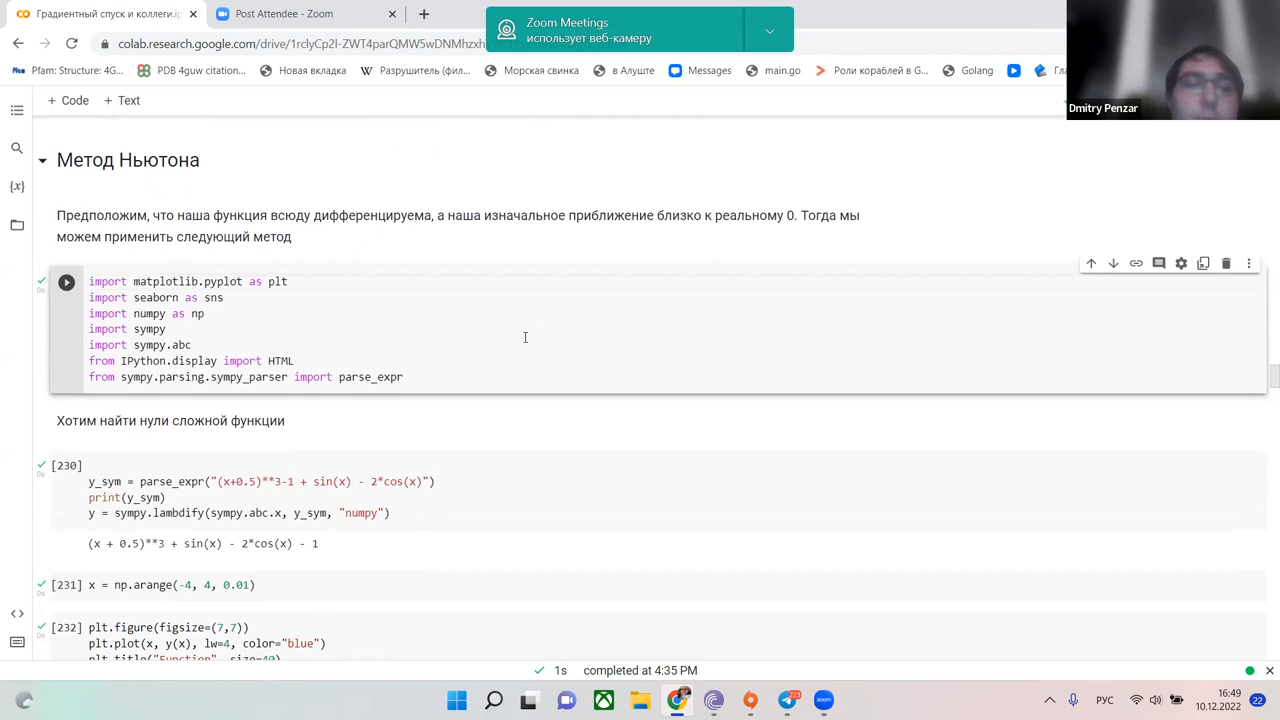 Градиентный спуск и коллеги.i
Post Attendee - Zoom
Zoom Meetings
использует веб-камеру
colab.research.google.com/drive/1rclyCp2l-ZWT4parQMW5wDNMhzxh
Pfam: Structure: 4G...
PDB 4guw citation...
Новая вкладка
Разрушитель (фил...
Морская свинка
в Алуште
Messages
main.go
Роли кораблей в G...
Golang
Гла
Dmitry Penzar
+ Code + Text
Метод Ньютона
Предположим, что наша функция всюду дифференцируема, а наша изначальное приближение близко к реальному 0. Тогда мы
можем применить следующий метод
import matplotlib.pyplot as plt
import seaborn as sns
import numpy as np
import sympy
import sympy.abc
from IPython.display import HTML
from sympy.parsing.sympy_parser import parse_expr
Хотим найти нули сложной функции
[230]
y_sym = parse_expr("(x+0.5)**3-1 + sin(x) - 2*cos(x)")
print(y_sym)
y = sympy.lambdify(sympy.abc.x, y_sym, "numpy")
(x + 0.5)**3 + sin(x) - 2*cos(x) - 1
[231] x = np.arange(-4, 4, 0.01)
[232] plt.figure(figsize=(7,7))
plt.plot(x, y(x), lw=4, color="blue")
plt.title("Function", size=40)
1s completed at 4:35 PM
РУС
16:49
10.12.2022
22